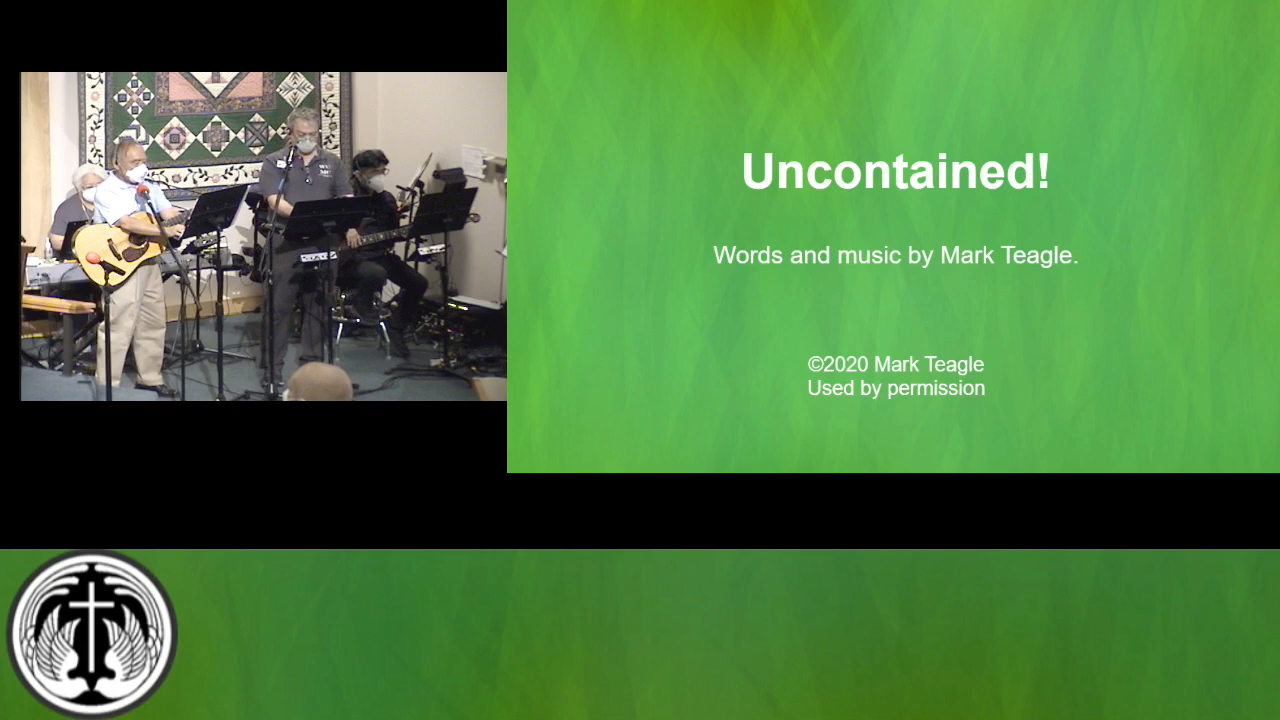 Uncontained!
Words and music by Mark Teagle.
©2020 Mark Teagle
Used by permission